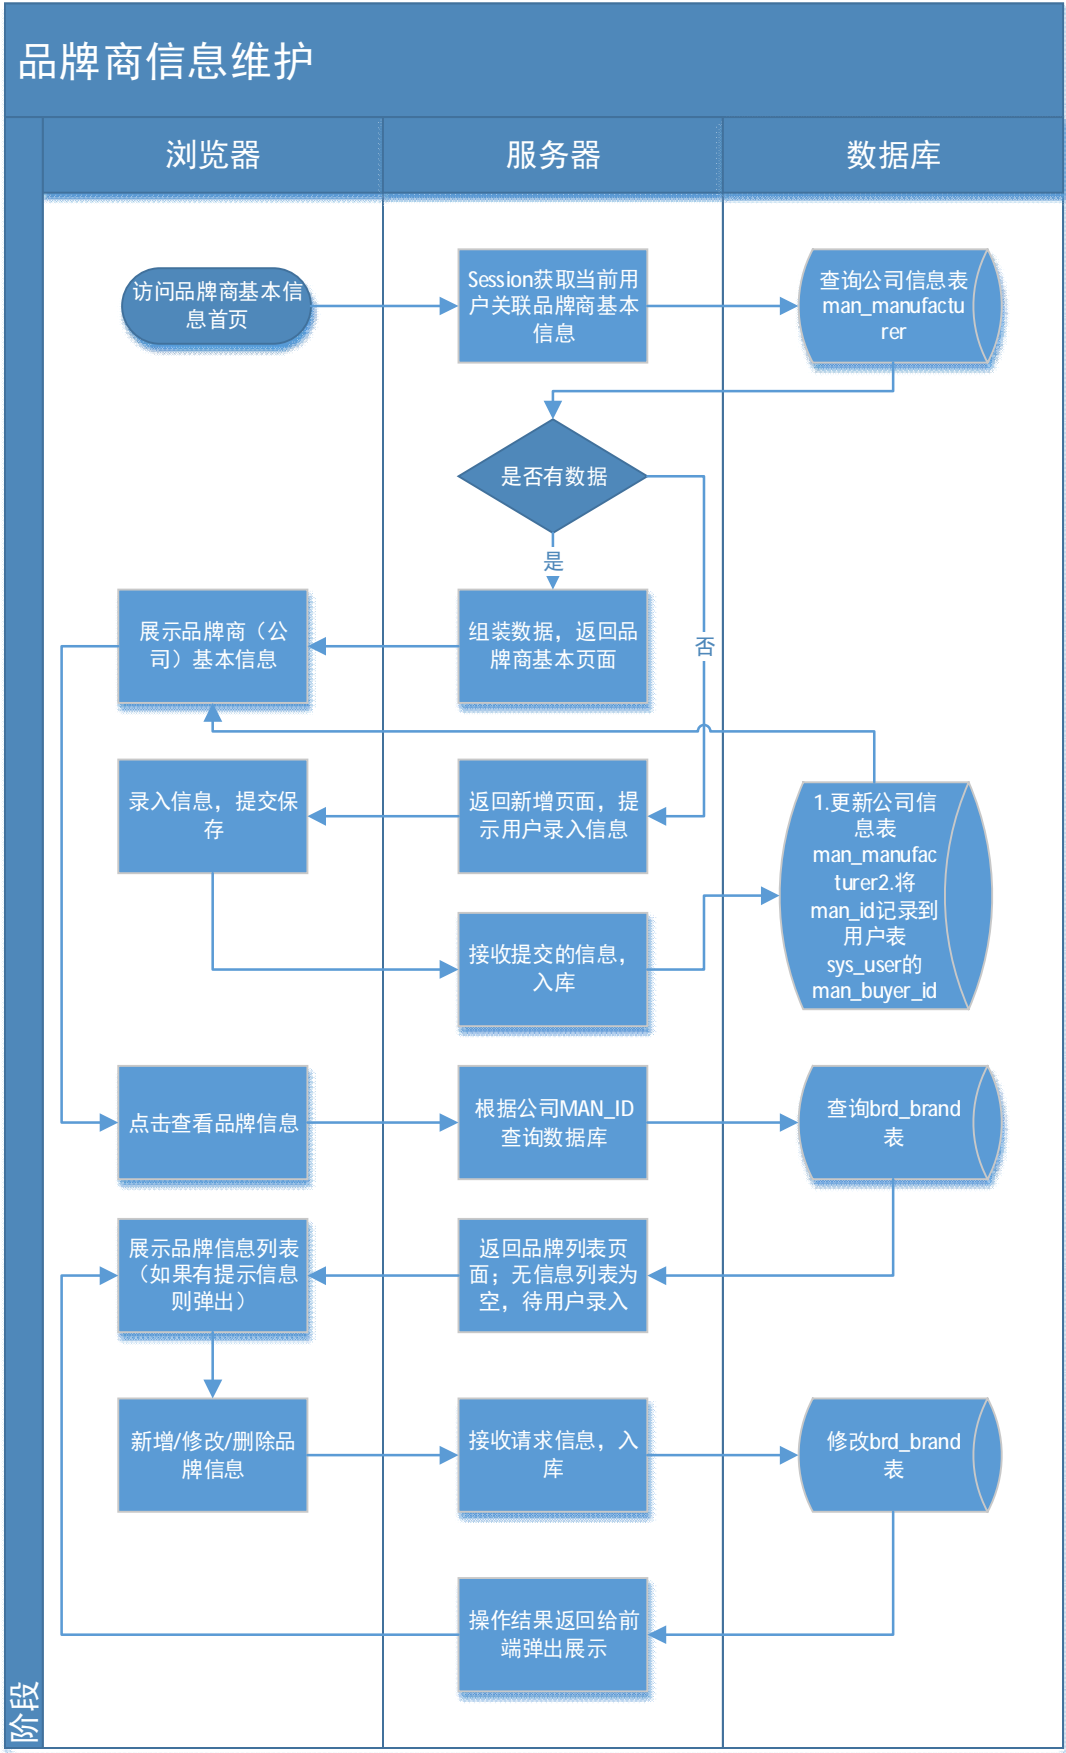 品牌商信息维护
浏览器
服务器
数据库
访问品牌商基本信
息首页
Session获取当前用
户关联品牌商基本
信息
查询公司信息表
man_manufactu
rer
是否有数据
是
否
展示品牌商（公
司）基本信息
组装数据，返回品
牌商基本页面
录入信息，提交保
存
返回新增页面，提
示用户录入信息
1.更新公司信
息表
man_manufac
turer2.将
man_id记录到
用户表
sys_user的
man_buyer_id
接收提交的信息，
入库
点击查看品牌信息
根据公司MAN_ID
查询数据库
查询brd_brand
表
展示品牌信息列表
（如果有提示信息
则弹出）
返回品牌列表页
面；无信息列表为
空，待用户录入
新增/修改/删除品
牌信息
接收请求信息，入
库
修改brd_brand
表
操作结果返回给前
端弹出展示
阶段